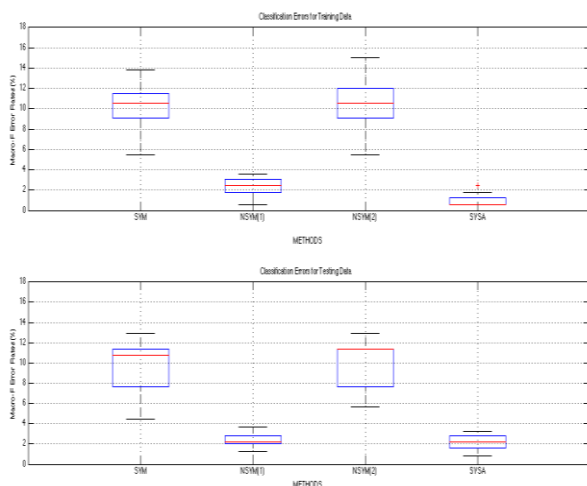 Classification Errors for Training Data
Macro-F Error Rates(%)
18
16
14
12
10
8
6
4
2
0
SYM NSYM(1) NSYM(2) SYSA
METHODS
Classification Errors for Testing Data
Macro-F Error Rates(%)
18
16
14
12
10
8
6
4
2
0
SYM NSYM(1) NSYM(2) SYSA
METHODS